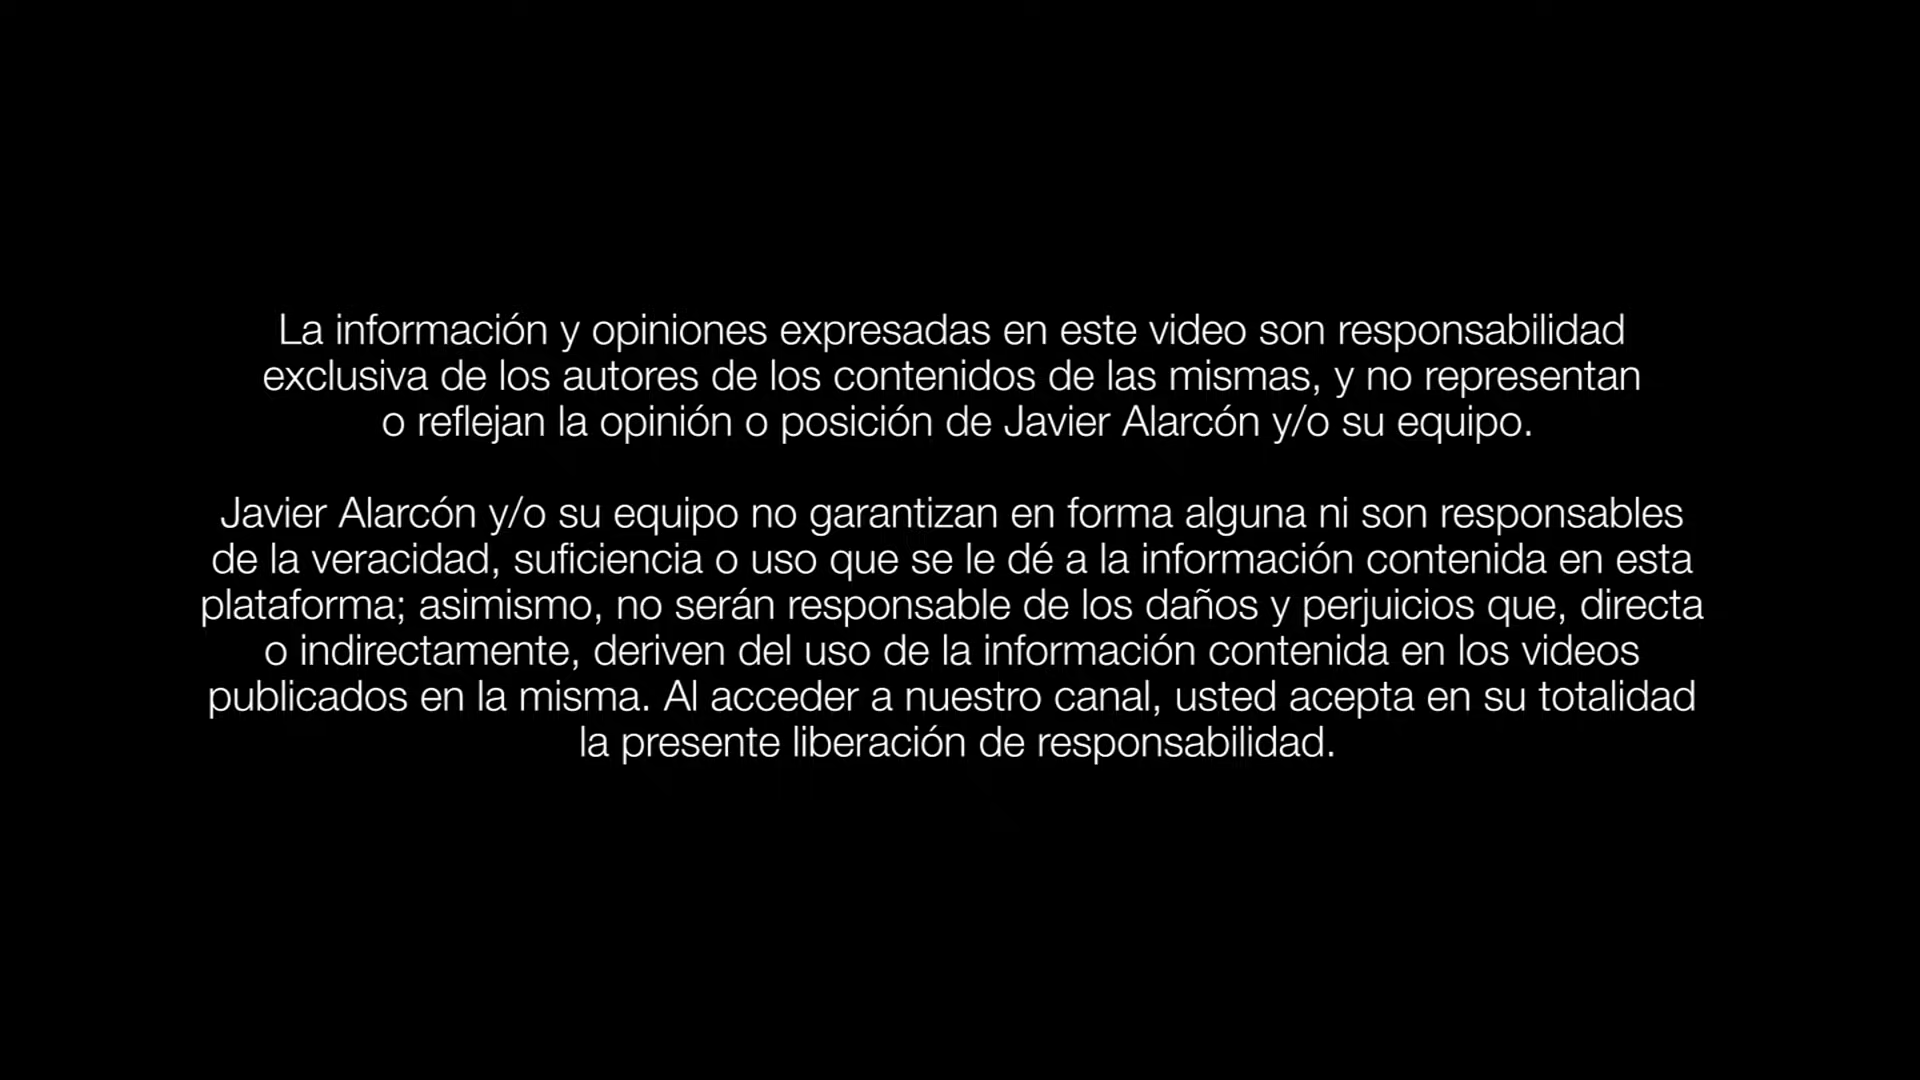 La información y opiniones expresadas en este video son responsabilidad
exclusiva de los autores de los contenidos de las mismas, y no representan
o reflejan la opinión o posición de Javier Alarcón y/o su equipo.
Javier Alarcón y/o su equipo no garantizan en forma alguna ni son responsables
de la veracidad, suficiencia o uso que se le dé a la información contenida en esta
plataforma; asimismo, no serán responsable de los daños y perjuicios que, directa
o indirectamente, deriven del uso de la información contenida en los videos
publicados en la misma. Al acceder a nuestro canal, usted acepta en su totalidad
la presente liberación de responsabilidad.